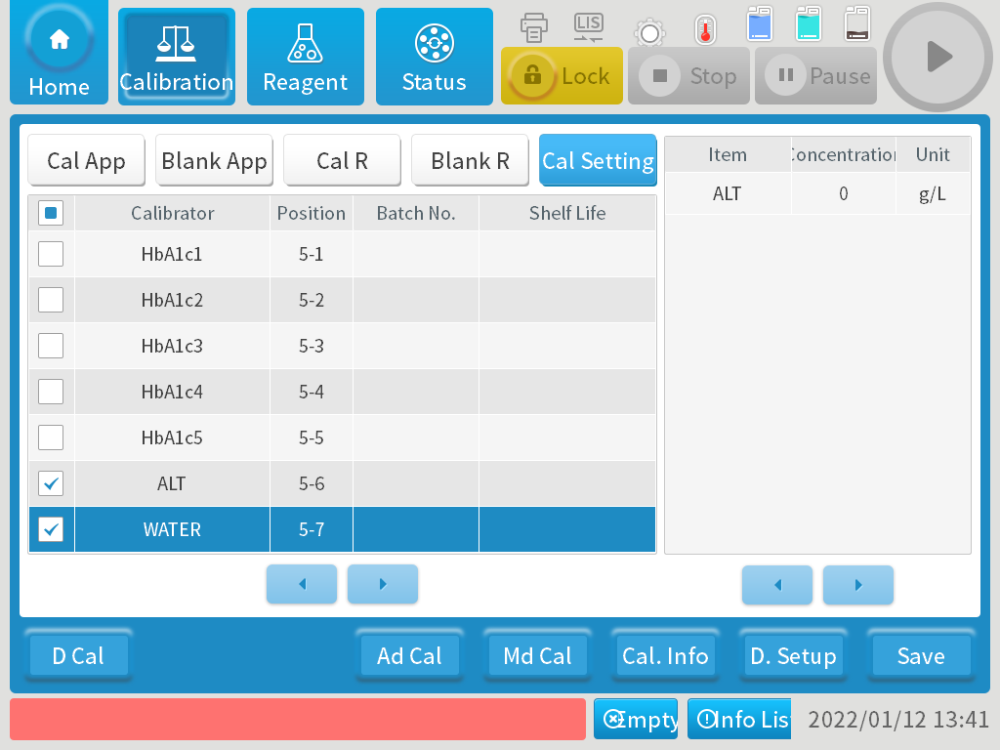 LIS
Home
Calibration
Reagent
Status
Lock
Stop
Pause
Cal App
Blank App
Cal R
Blank R
Cal Setting
Calibrator Position Batch No. Shelf Life
HbA1c1 5-1
HbA1c2 5-2
HbA1c3 5-3
HbA1c4 5-4
HbA1c5 5-5
ALT 5-6
WATER 5-7
Item Concentration Unit
ALT 0 g/L
D Cal
Ad Cal
Md Cal
Cal. Info
D. Setup
Save
Empty
Info Lis
2022/01/12 13:41